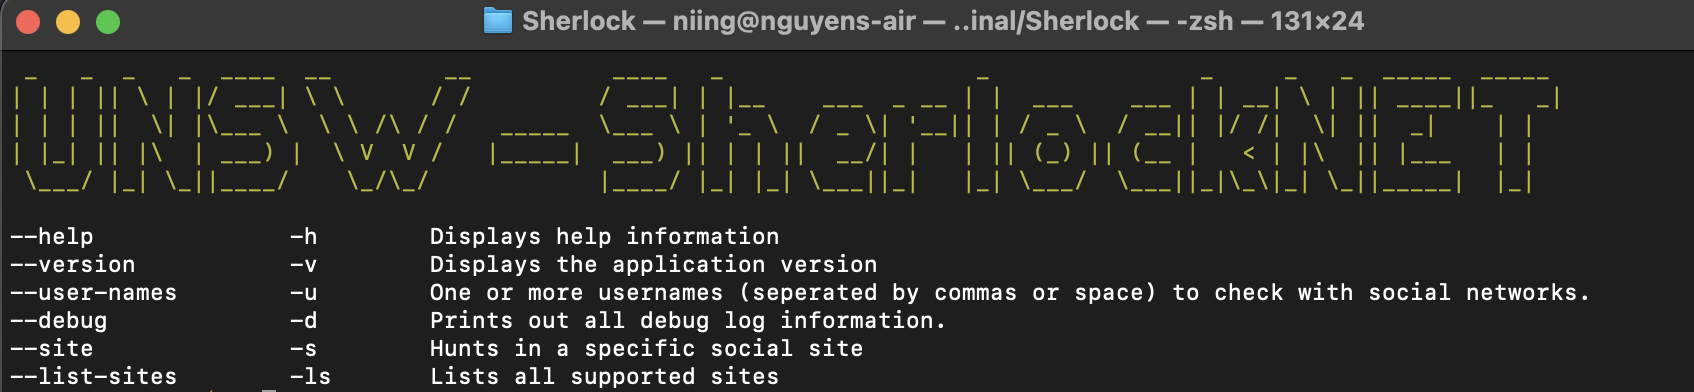 Sherlock — niing@nguyens-air — ..inal/Sherlock — -zsh — 131×24
UNSW - SherlockNET
--help -h Displays help information
--version -v Displays the application version
--user-names -u One or more usernames (seperated by commas or space) to check with social networks.
--debug -d Prints out all debug log information.
--site -s Hunts in a specific social site
--list-sites -ls Lists all supported sites